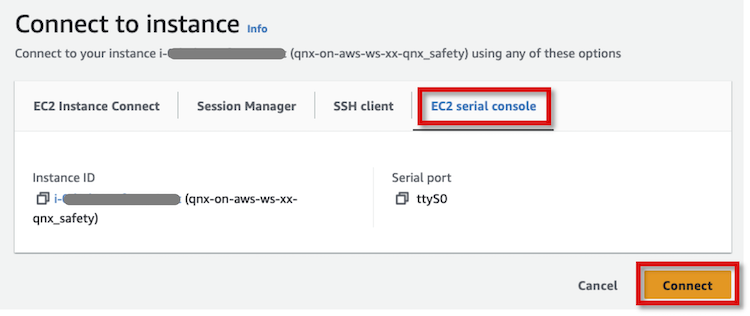 Connect to instance Info
Connect to your instance i- (qnx-on-aws-ws-xx-qnx_safety) using any of these options
EC2 Instance Connect Session Manager SSH client EC2 serial console
Instance ID Serial port
i- (qnx-on-aws-ws-xx- ttyS0
qnx_safety)
Cancel Connect